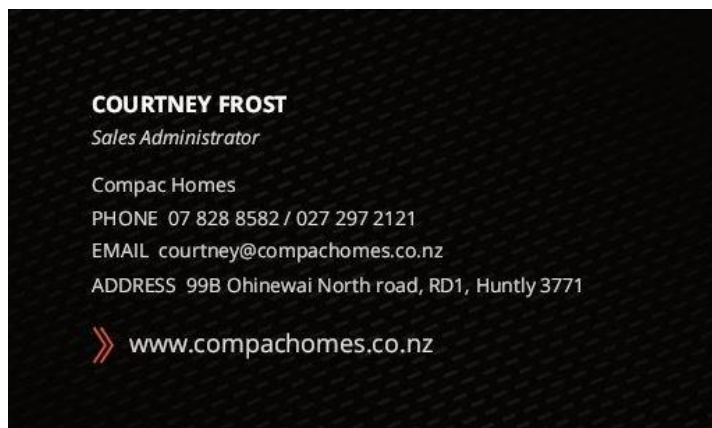 COURTNEY FROST
Sales Administrator
Compac Homes
PHONE 07 828 8582 / 027 297 2121
EMAIL courtney@compachomes.co.nz
ADDRESS 99B Ohinewai North road, RD1, Huntly 3771
www.compachomes.co.nz